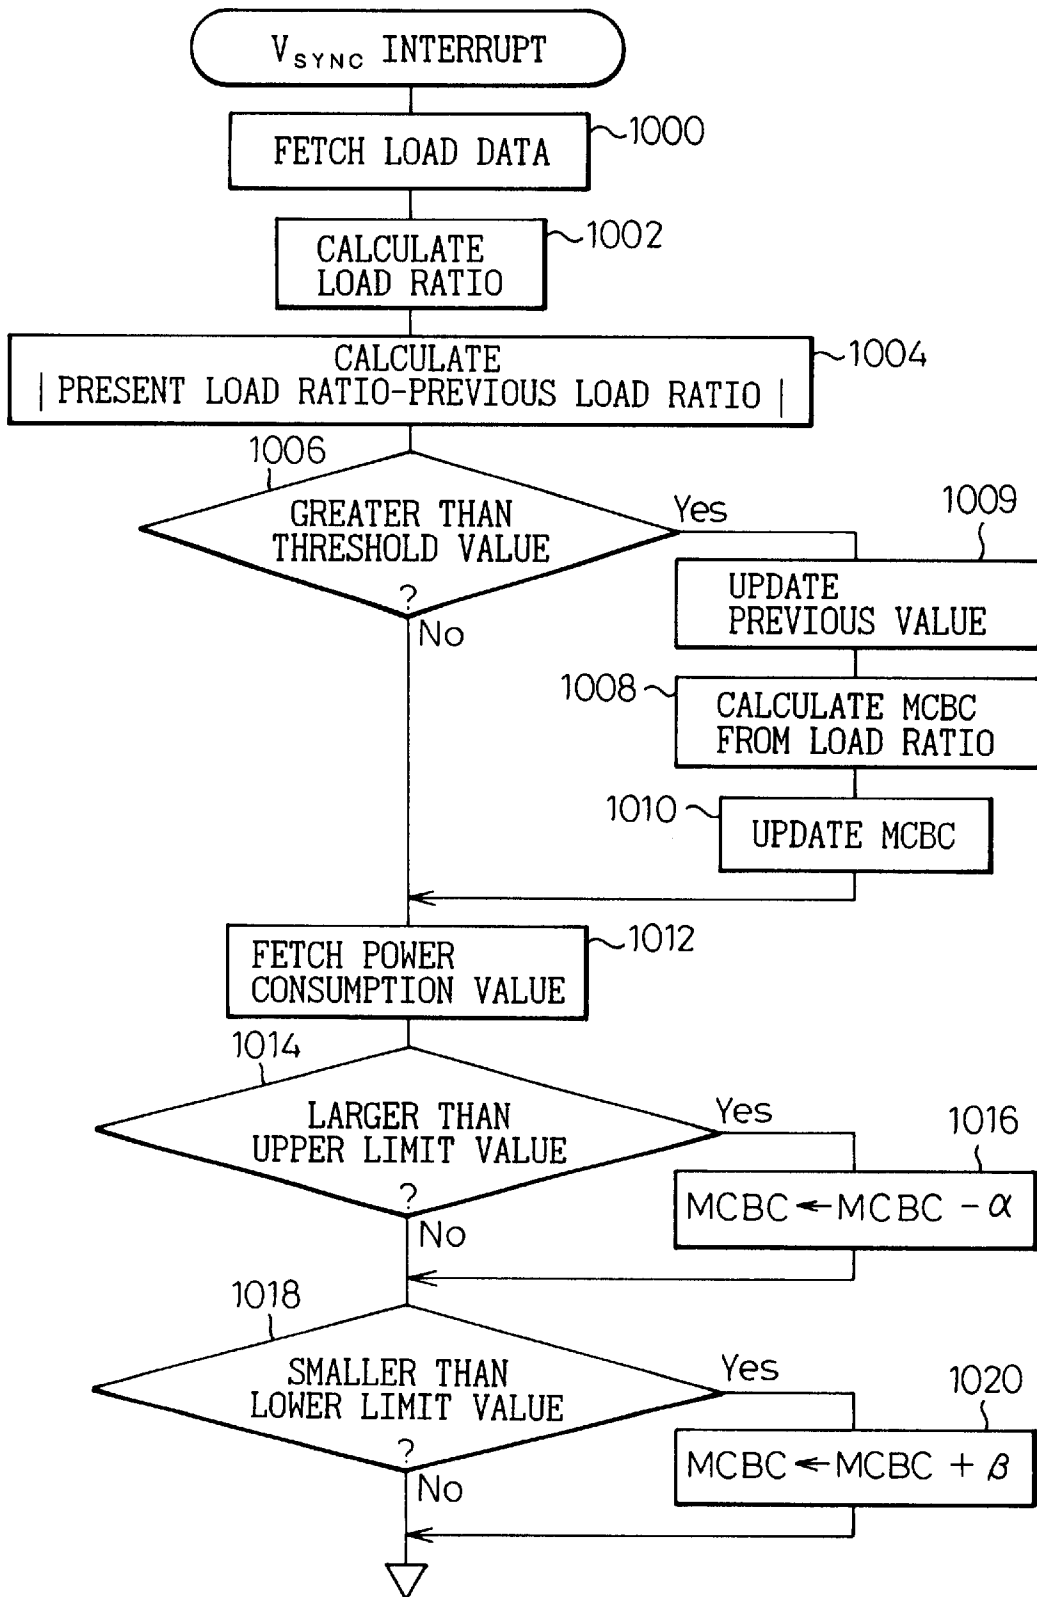 VSYNC INTERRUPT
FETCH LOAD DATA
1000
CALCULATE
LOAD RATIO
1002
CALCULATE
| PRESENT LOAD RATIO-PREVIOUS LOAD RATIO |
1004
1006
GREATER THAN
THRESHOLD VALUE
?
Yes
No
1009
UPDATE
PREVIOUS VALUE
1008
CALCULATE MCBC
FROM LOAD RATIO
1010
UPDATE MCBC
1012
FETCH POWER
CONSUMPTION VALUE
1014
LARGER THAN
UPPER LIMIT VALUE
?
Yes
No
1016
MCBC←MCBC -α
1018
SMALLER THAN
LOWER LIMIT VALUE
?
Yes
No
1020
MCBC←MCBC + β